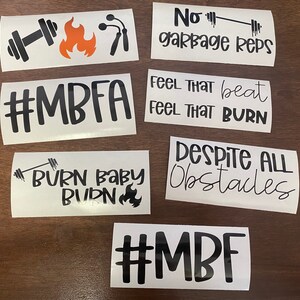 No
garbage Reps
#MBFA
FEEL THAT beat
FEEL THAT BURN
BURN BABY
BURN
DESPITE ALL
Obstacles
#MBF